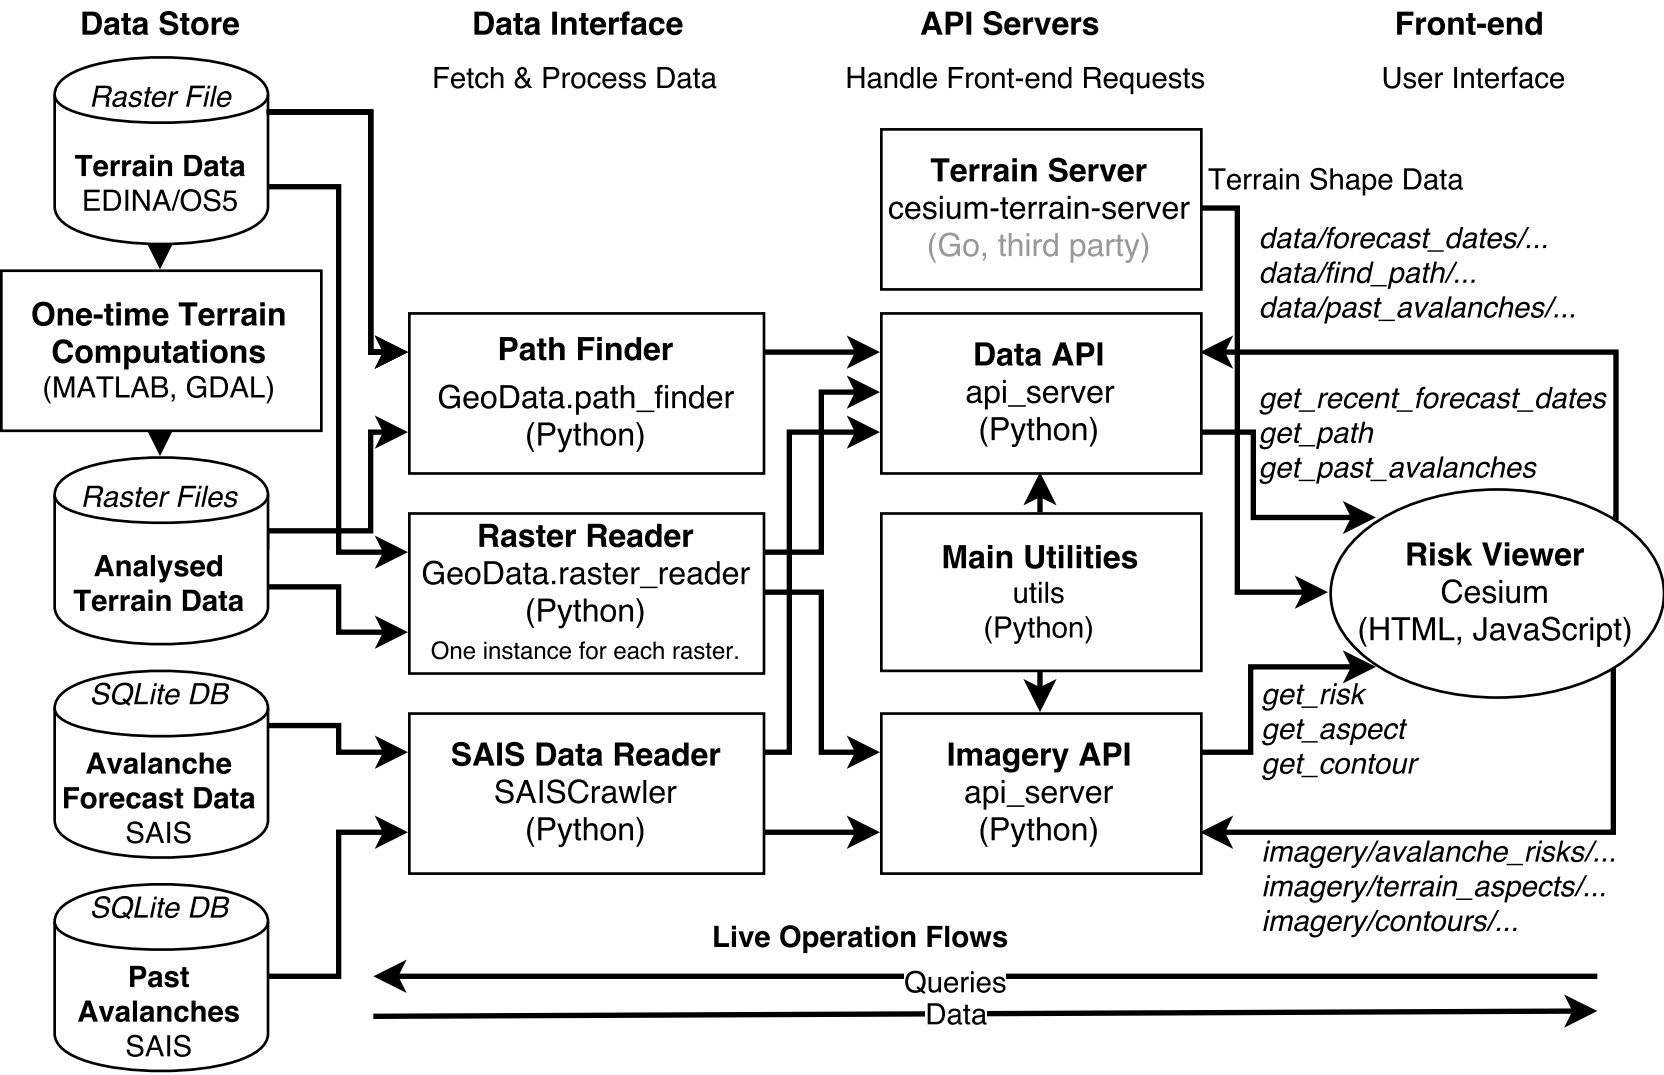 Data Store
Data Interface
API Servers
Front-end
Fetch & Process Data
Handle Front-end Requests
User Interface
Raster File
Terrain Data
EDINA/OS5
One-time Terrain
Computations
(MATLAB, GDAL)
Raster Files
Analysed
Terrain Data
SQLite DB
Avalanche
Forecast Data
SAIS
SQLite DB
Past
Avalanches
SAIS
Path Finder
GeoData.path_finder
(Python)
Raster Reader
GeoData.raster_reader
(Python)
One instance for each raster.
SAIS Data Reader
SAISCrawler
(Python)
Terrain Server
cesium-terrain-server
(Go, third party)
Data API
api_server
(Python)
Main Utilities
utils
(Python)
Imagery API
api_server
(Python)
Terrain Shape Data
data/forecast_dates/...
data/find_path/...
data/past_avalanches/...
get_recent_forecast_dates
get_path
get_past_avalanches
Risk Viewer
Cesium
(HTML, JavaScript)
get_risk
get_aspect
get_contour
imagery/avalanche_risks/...
imagery/terrain_aspects/...
imagery/contours/...
Live Operation Flows
Queries
Data